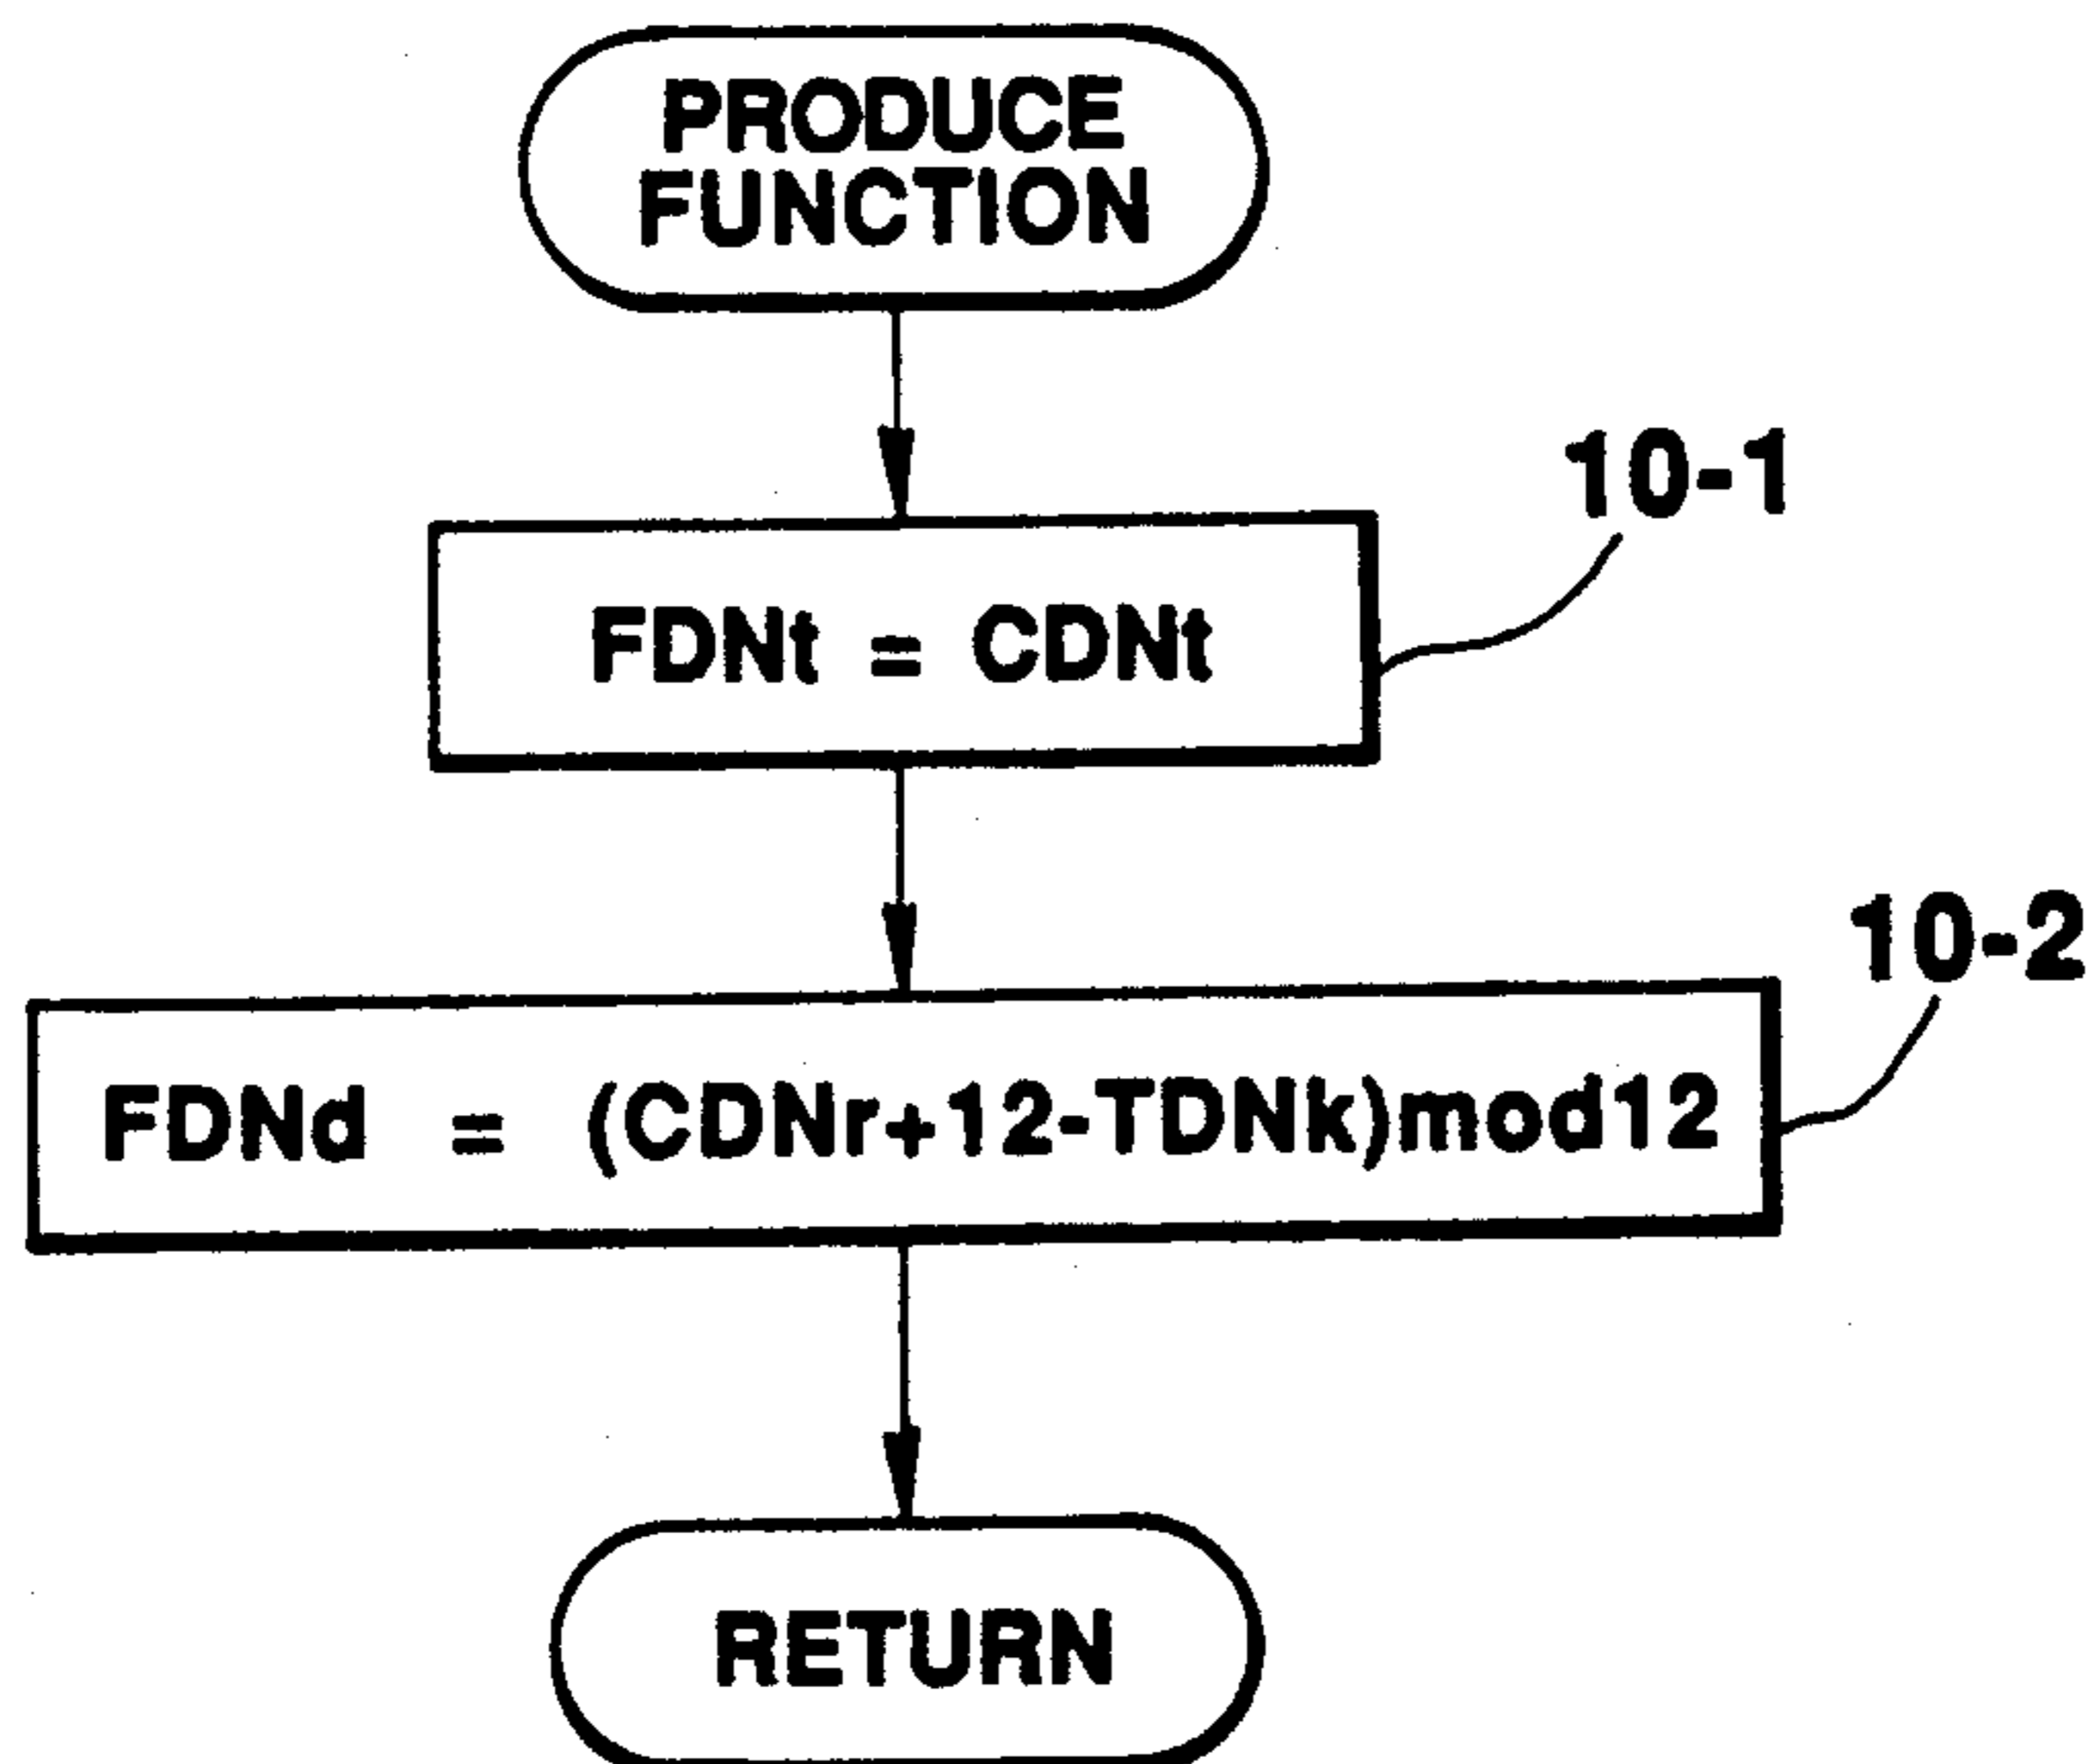 PRODUCE
FUNCTION
10-1
FDNt = CDNt
10-2
FDNd = (CDNr+12-TDNk)mod12
RETURN